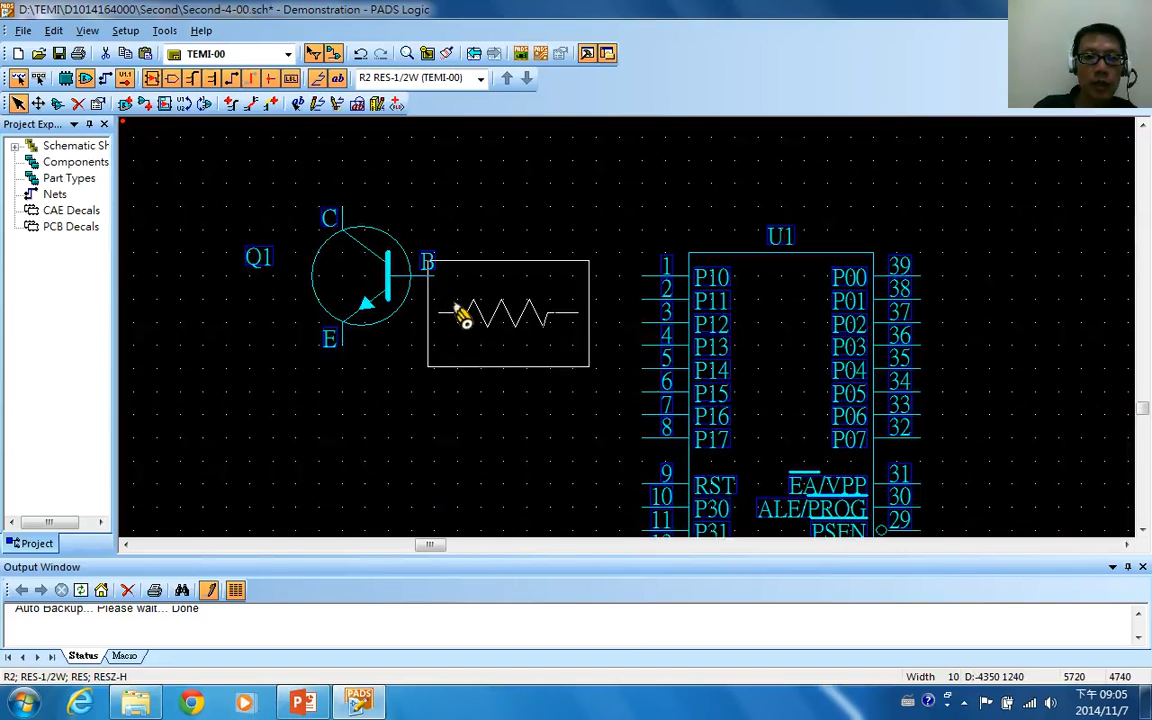 D:\TEMI\D1014164000\Second\Second-4-00.sch* - Demonstration - PADS Logic
File Edit View Setup Tools Help
TEMI-00
R2 RES-1/2W (TEMI-00)
Project Exp...
Schematic Sh
Components
Part Types
Nets
CAE Decals
PCB Decals
Project
C
Q1
B
E
U1
1 P10 P00 39
2 P11 P01 38
3 P12 P02 37
4 P13 P03 36
5 P14 P04 35
6 P15 P05 34
7 P16 P06 33
8 P17 P07 32
9 RST EA/VPP 31
10 P30 ALE/PROG 30
11 P31 PSEN 29
Output Window
Auto Backup... Please wait... Done
Status Macro
R2; RES-1/2W; RES; RESZ-H
Width 10 D:-4350 1240 5720 4740
下午 09:05
2014/11/7